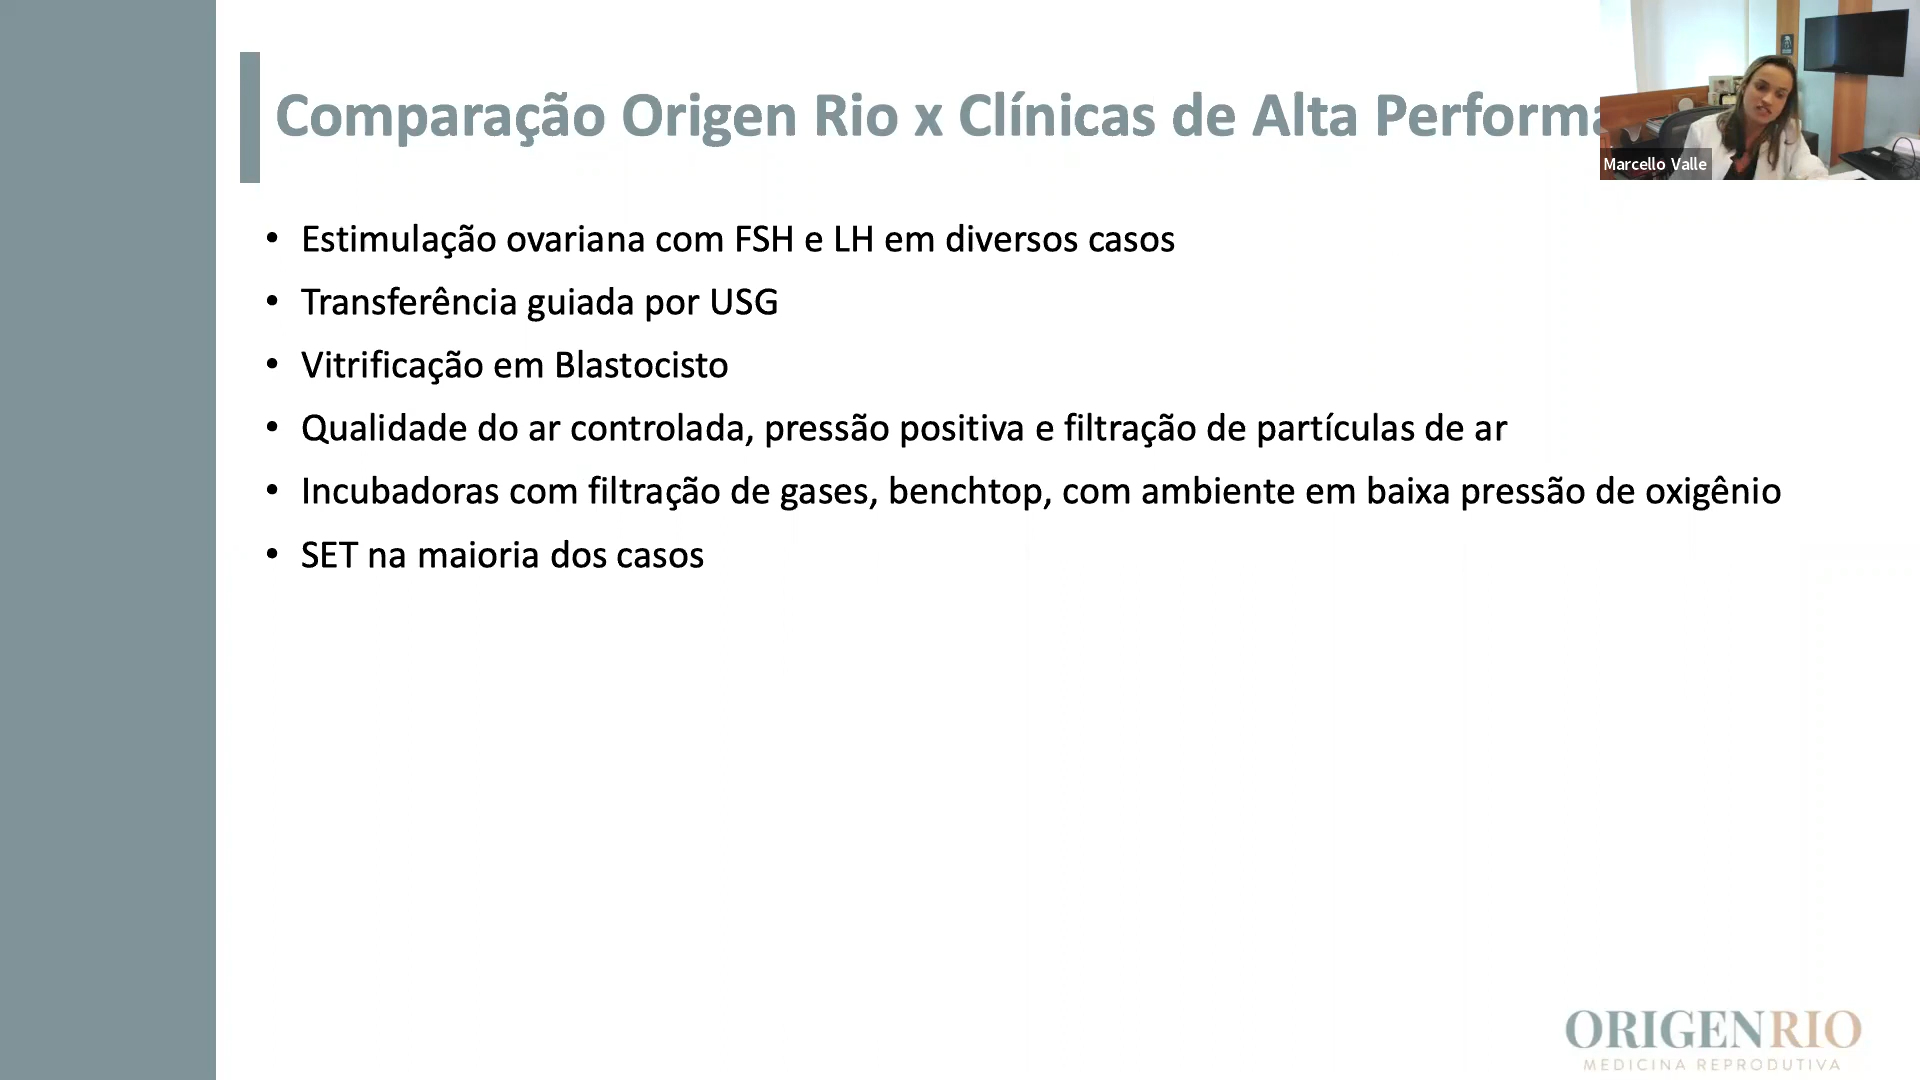 Comparação Origen Rio x Clínicas de Alta Performa
Marcello Valle
• Estimulação ovariana com FSH e LH em diversos casos
• Transferência guiada por USG
• Vitrificação em Blastocisto
• Qualidade do ar controlada, pressão positiva e filtração de partículas de ar
• Incubadoras com filtração de gases, benchtop, com ambiente em baixa pressão de oxigênio
• SET na maioria dos casos
ORIGENRIO
MEDICINA REPRODUTIVA